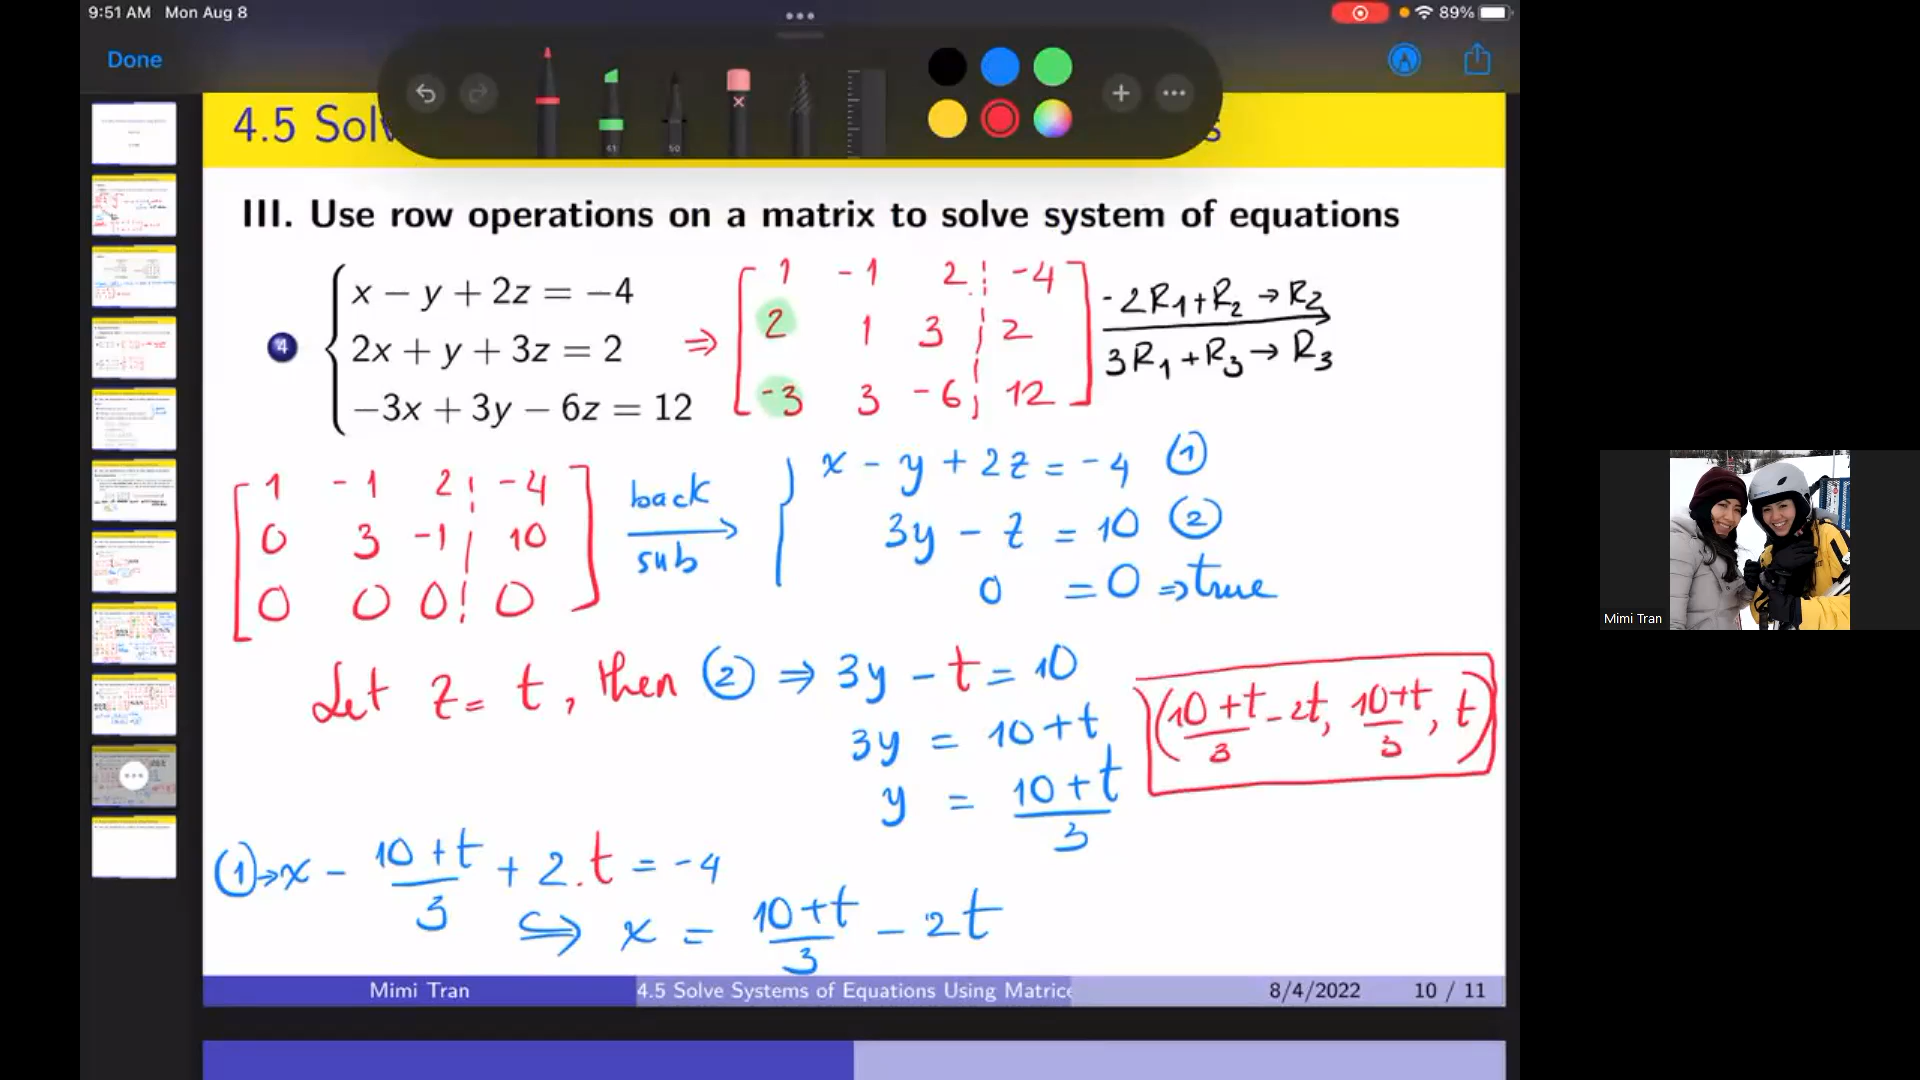 9:51 AM Mon Aug 8
89%
Done
4.5 Sol
s
III. Use row operations on a matrix to solve system of equations
4
x − y + 2z = −4
2x + y + 3z = 2
−3x + 3y − 6z = 12
⇒
1 -1 2 ¦ -4
2 1 3 ¦ 2
-3 3 -6 ¦ 12
-2R1+R2 → R2
3R1+R3 → R3
1 -1 2 ¦ -4
0 3 -1 ¦ 10
0 0 0 ¦ 0
back
sub
x - y + 2z = -4 ①
3y - z = 10 ②
0 = 0 ⇒ true
Let z = t, then ② ⇒ 3y - t = 10
3y = 10+t
y = (10+t)/3
((10+t)/3 - 2t, (10+t)/3, t)
① → x - (10+t)/3 + 2.t = -4
↪ x = (10+t)/3 - 2t
Mimi Tran
4.5 Solve Systems of Equations Using Matrice
8/4/2022
10 / 11
Mimi Tran